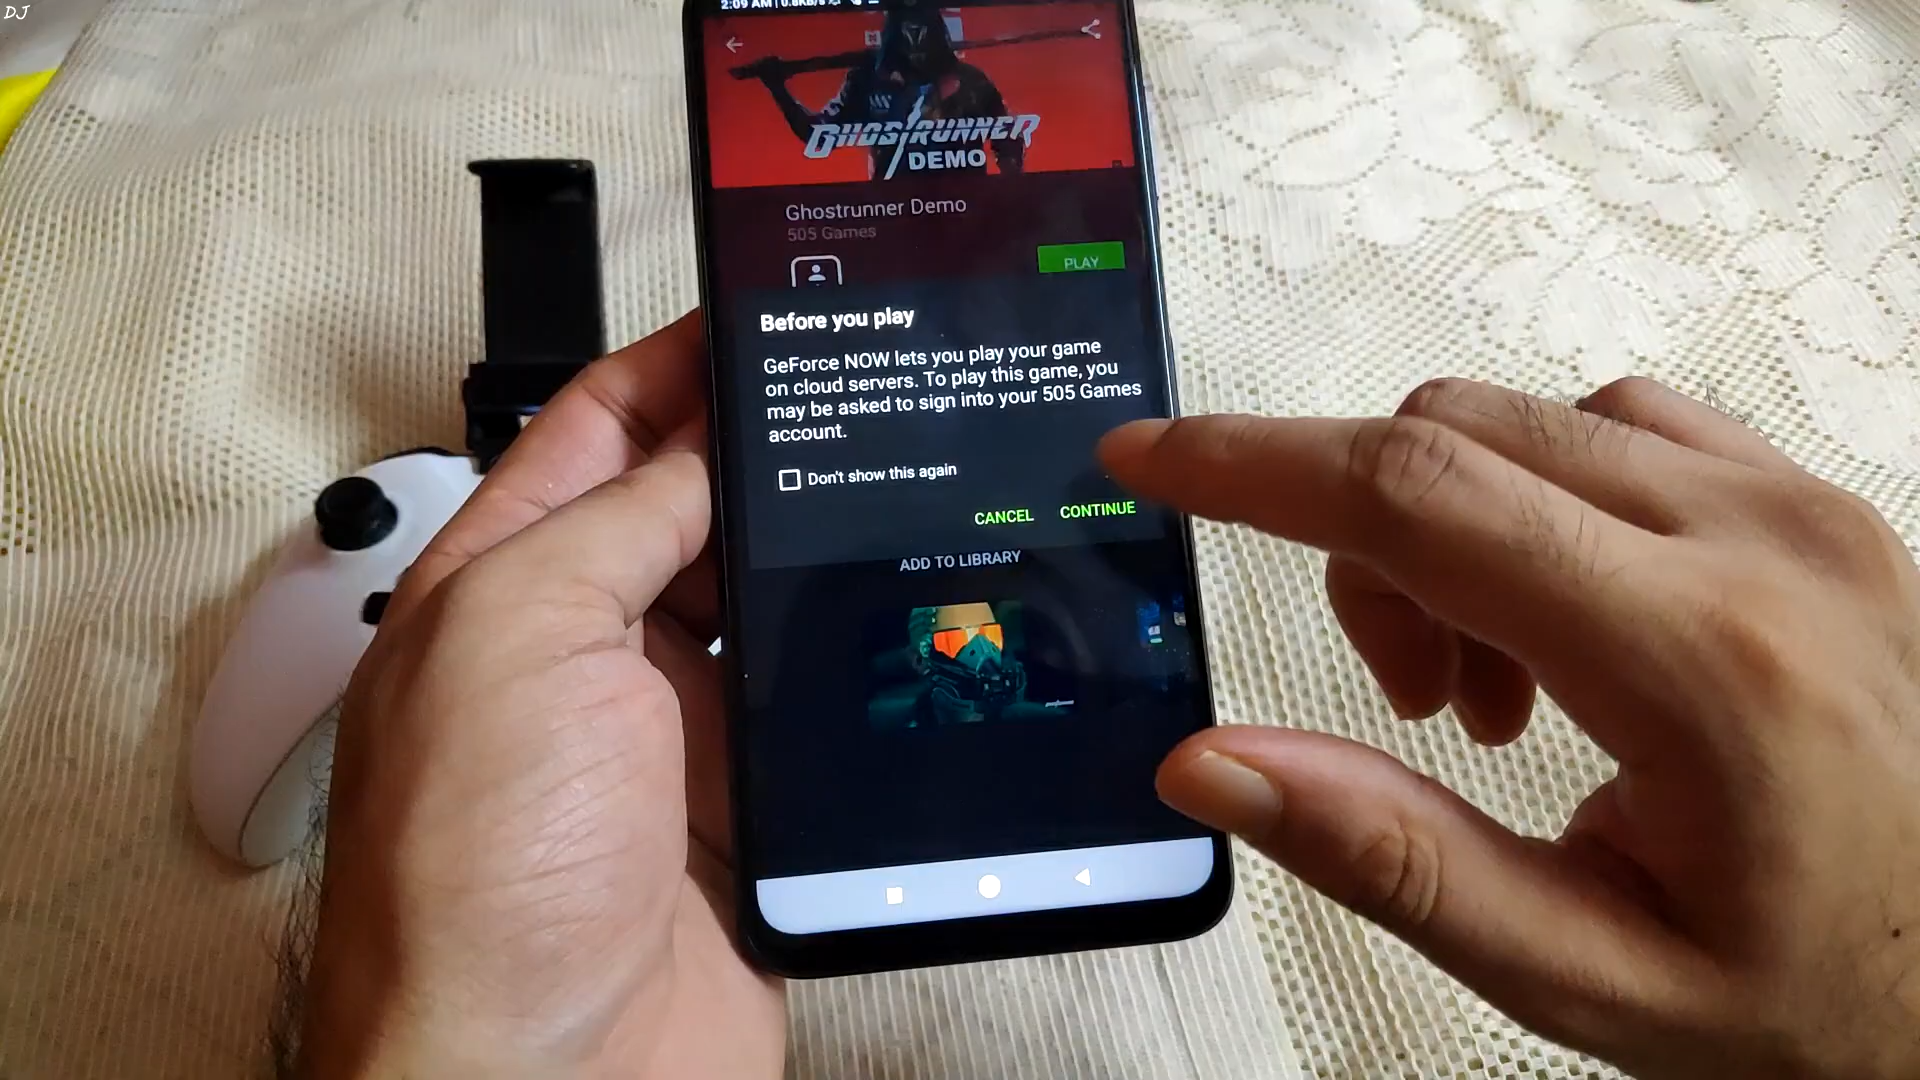 DJ
2:09 AM | 0.8KB/s
GHOSTRUNNER
DEMO
Ghostrunner Demo
505 Games
PLAY
Before you play
GeForce NOW lets you play your game
on cloud servers. To play this game, you
may be asked to sign into your 505 Games
account.
Don't show this again
CANCEL CONTINUE
ADD TO LIBRARY